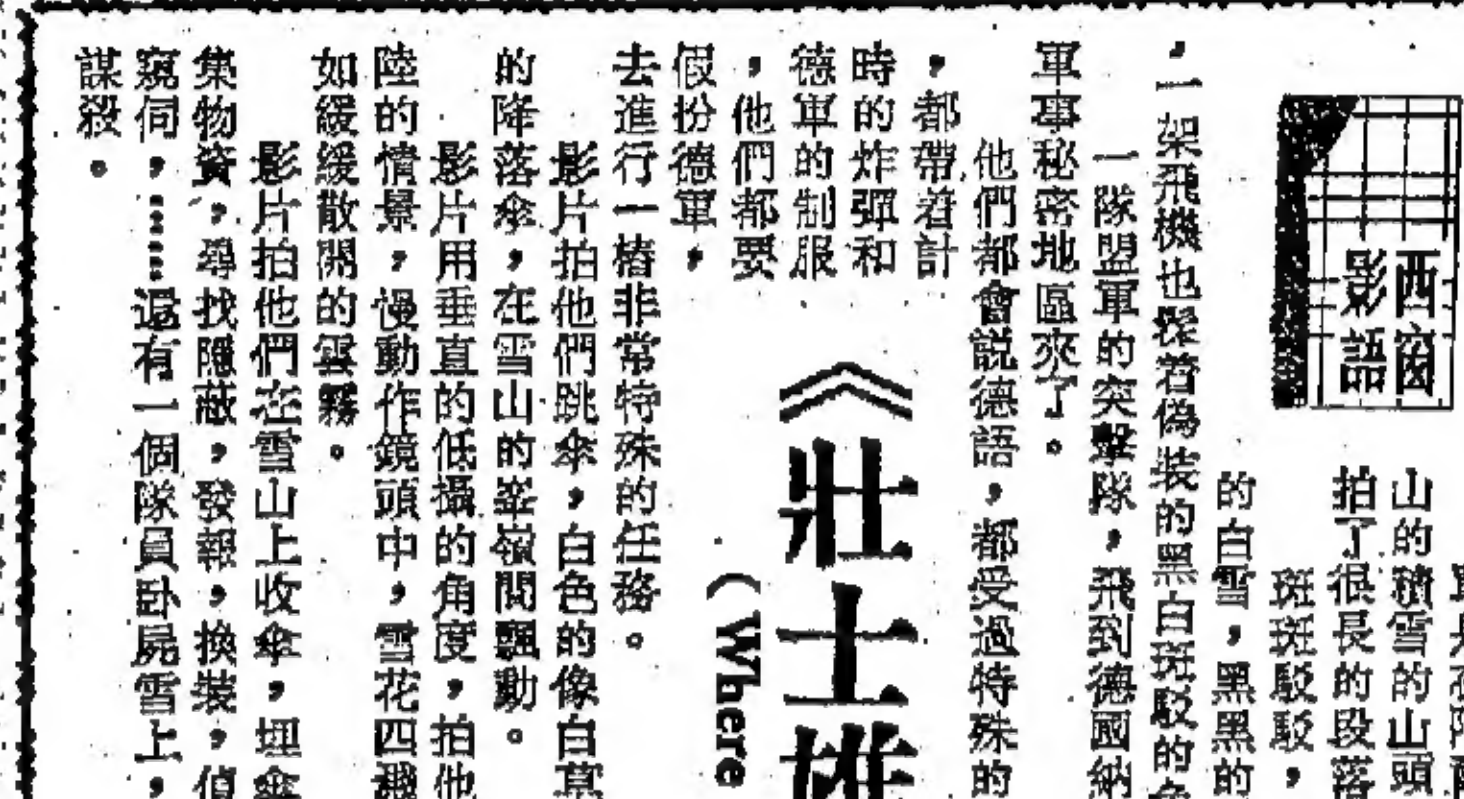 西窗
影語
山的積雪的山頭
拍了很長的段落
斑斑駁駁，
的白雪，黑黑的
，一架飛機也髹着偽裝的黑白斑駁的
一隊盟軍的突擊隊，飛到德國納
軍事秘密地區來了。
他們都會説德語，都受過特殊的
，都帶着計
時的炸彈和
德軍的制服
，他們都要
假扮德軍，
《壯士雄
(Where
去進行一樁非常特殊的任務。
影片拍他們跳傘，白色的像白
的降落傘，在雪山的峯嶺間飄動。
影片用垂直的低攝的角度，拍他
陸的情景，慢動作鏡頭中，雪花四濺
如緩緩散開的雲霧。
影片拍他們在雪山上收傘，埋傘
集物資，尋找隱蔽，發報，換裝，偵
窺伺，……還有一個隊員卧屍雪上，
謀殺。